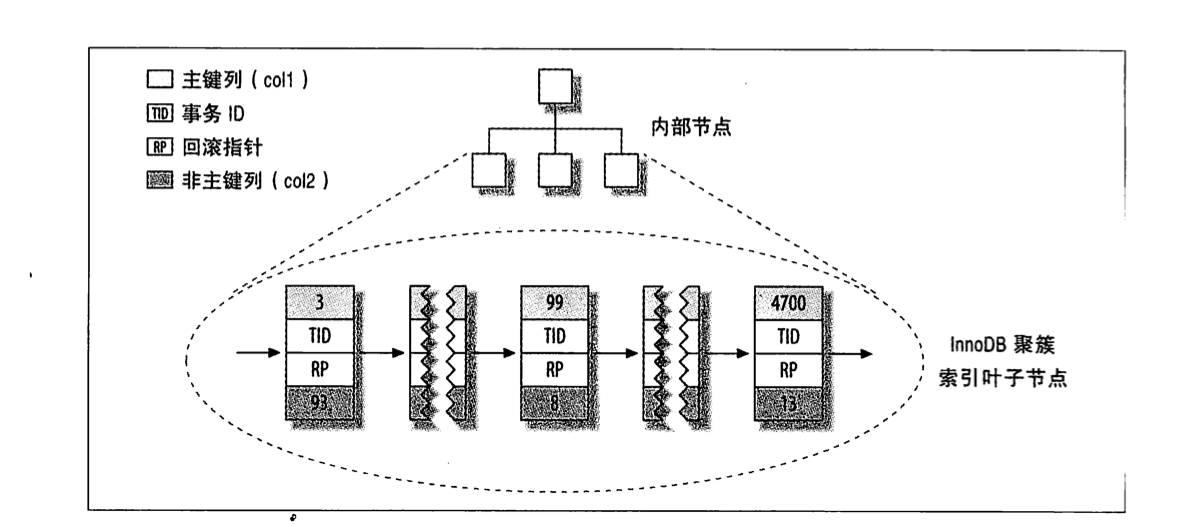 主键列（col1）
TID 事务 ID
RP 回滚指针
非主键列（col2）
内部节点
3 99 4700
TID TID TID
RP RP RP
93 8 13
InnoDB 聚簇
索引叶子节点